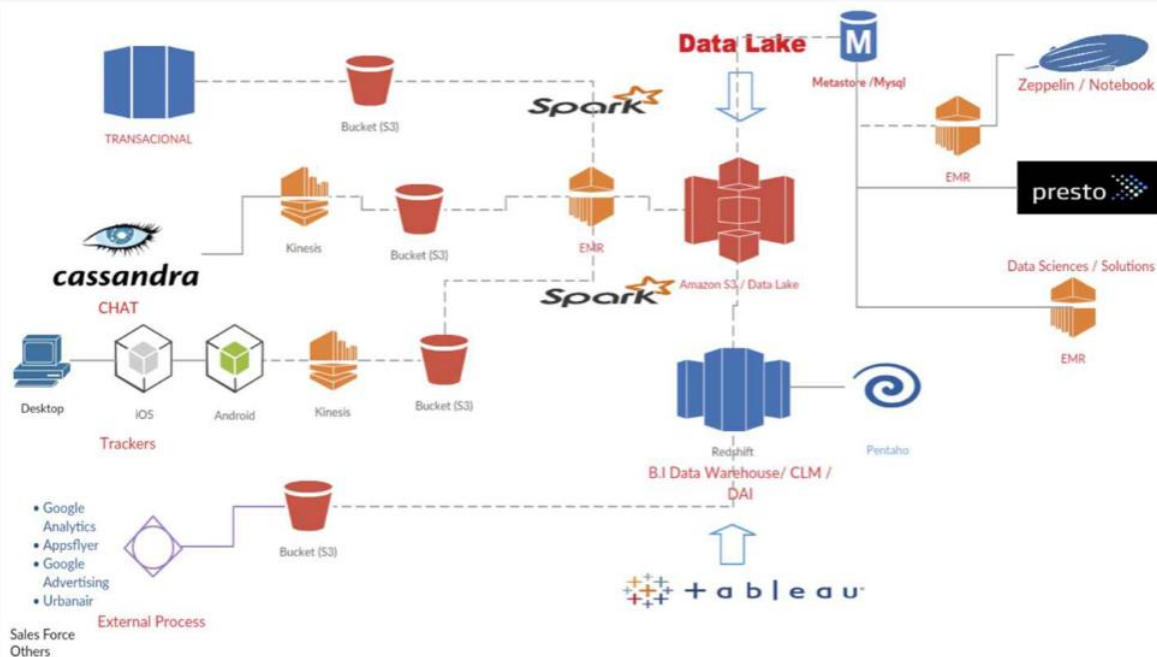 Data Lake
M
Metastore /Mysql
Zeppelin / Notebook
Spark
TRANSACIONAL
Bucket (S3)
EMR
presto
Kinesis
Bucket (S3)
EMR
cassandra
CHAT
Spark
Amazon S3 / Data Lake
Data Sciences / Solutions
EMR
Desktop
iOS
Android
Kinesis
Bucket (S3)
Trackers
Redshift
Pentaho
B.I Data Warehouse/ CLM /
DAI
• Google
Analytics
• Appsflyer
• Google
Advertising
• Urbanair
Bucket (S3)
External Process
+ a b l e a u
Sales Force
Others